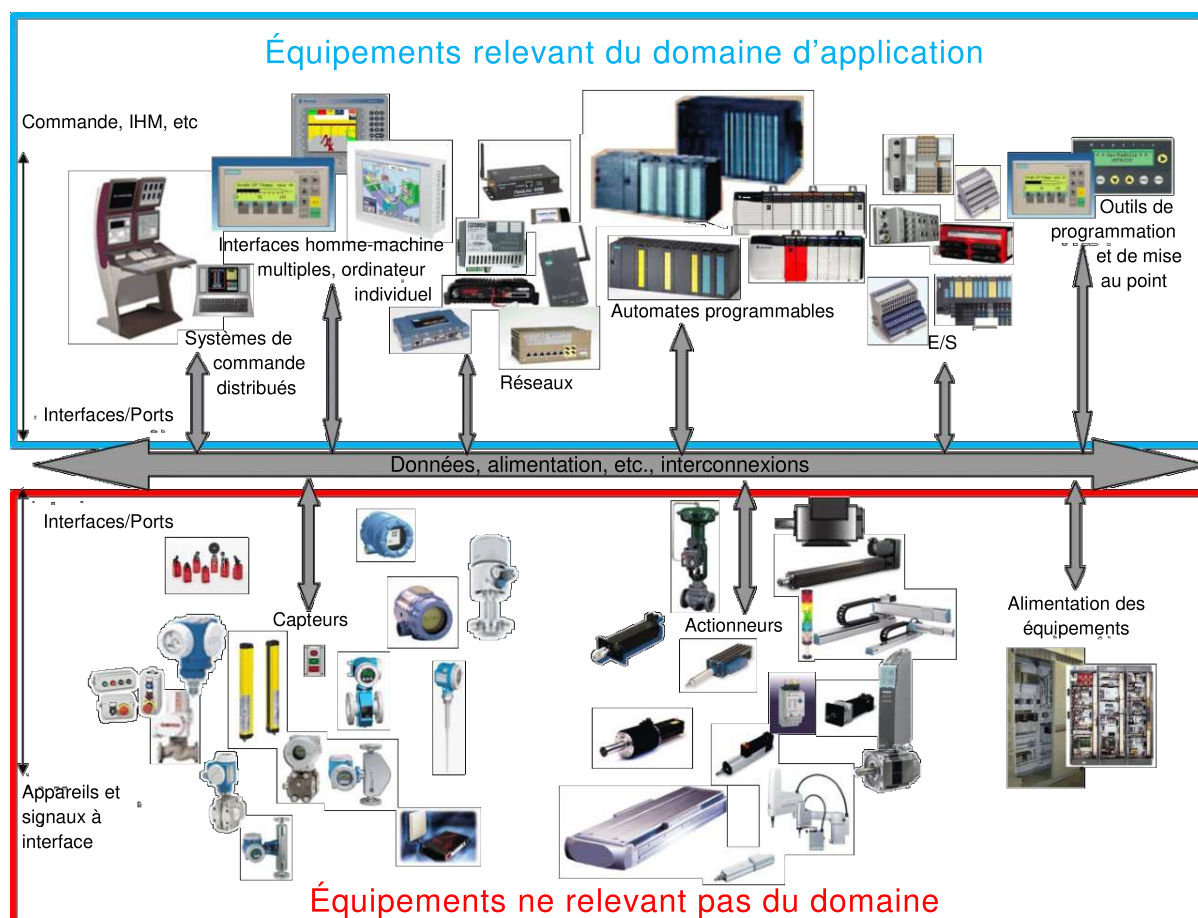 Équipements relevant du domaine d'application
Commande, IHM, etc
Interfaces homme-machine
multiples, ordinateur
individuel
Systèmes de
commande
distribués
Réseaux
Automates programmables
E/S
Outils de
programmation
et de mise
au point
Interfaces/Ports
Données, alimentation, etc., interconnexions
Interfaces/Ports
Capteurs
Actionneurs
Alimentation des
équipements
Appareils et
signaux à
interface
Équipements ne relevant pas du domaine